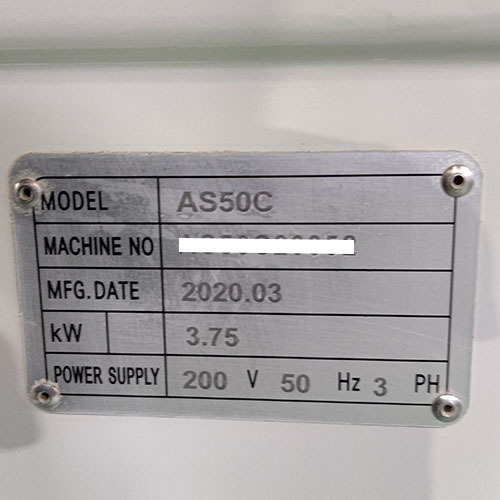 MODEL AS50C
MACHINE NO
MFG.DATE 2020.03
kW 3.75
POWER SUPPLY 200 V 50 Hz 3 PH